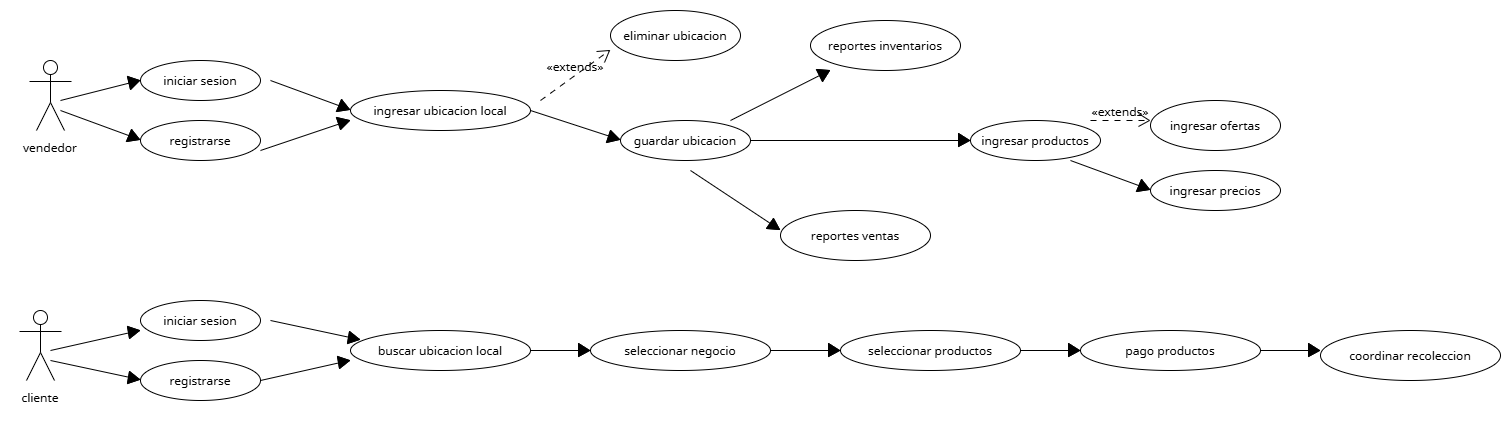 eliminar ubicacion
reportes inventarios
«extends»
iniciar sesion
ingresar ubicacion local
«extends»
ingresar ofertas
registrarse
guardar ubicacion
ingresar productos
vendedor
ingresar precios
reportes ventas
iniciar sesion
buscar ubicacion local
seleccionar negocio
seleccionar productos
pago productos
coordinar recoleccion
registrarse
cliente